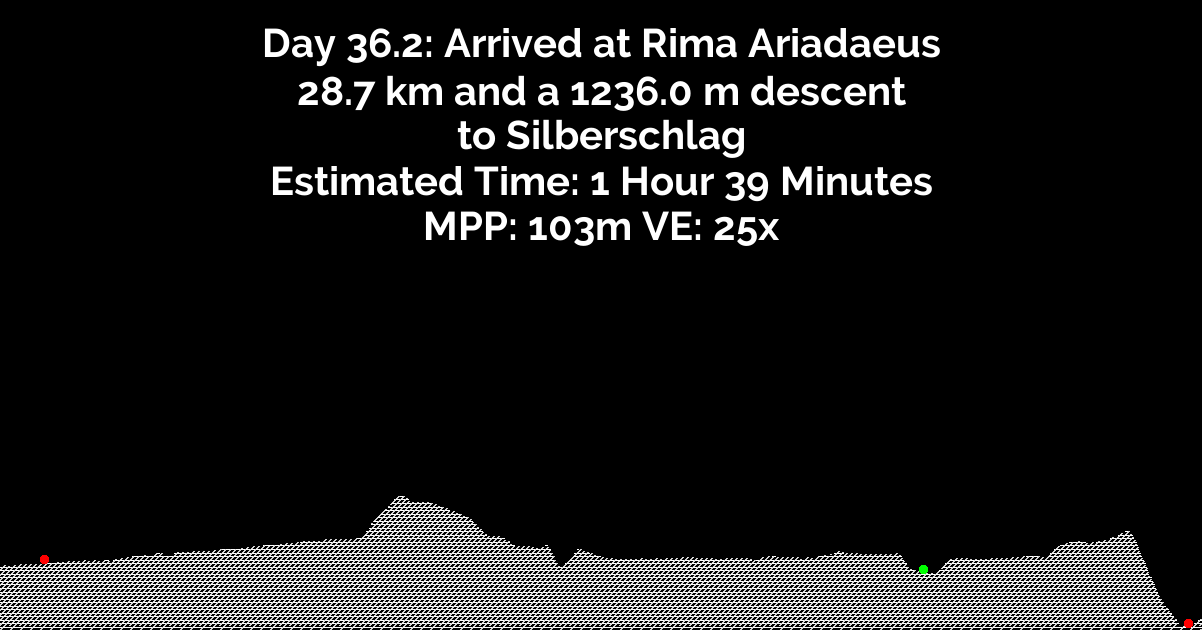 Day 36.2: Arrived at Rima Ariadaeus
28.7 km and a 1236.0 m descent
to Silberschlag
Estimated Time: 1 Hour 39 Minutes
MPP: 103m VE: 25x